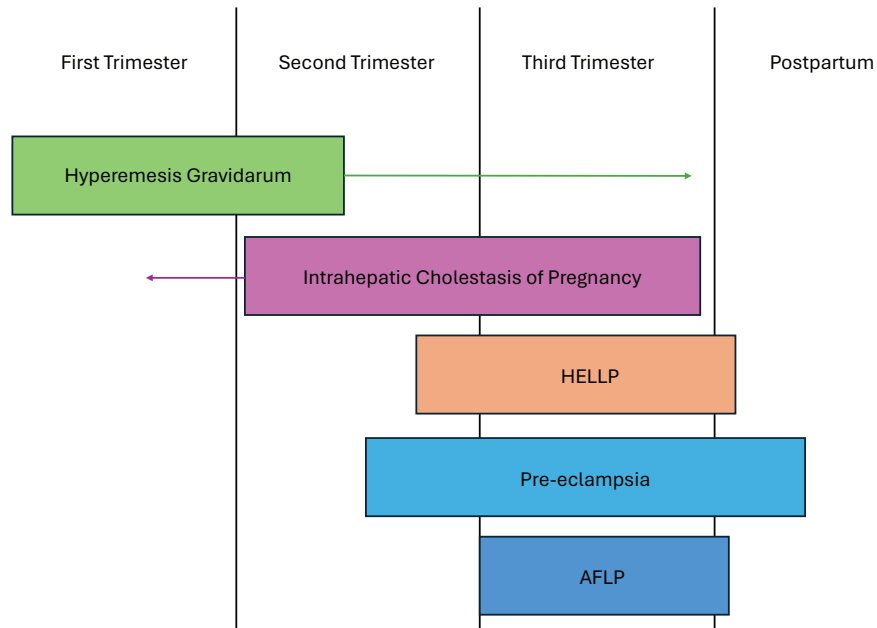 First Trimester
Second Trimester
Third Trimester
Postpartum
Hyperemesis Gravidarum
Intrahepatic Cholestasis of Pregnancy
HELLP
Pre-eclampsia
AFLP